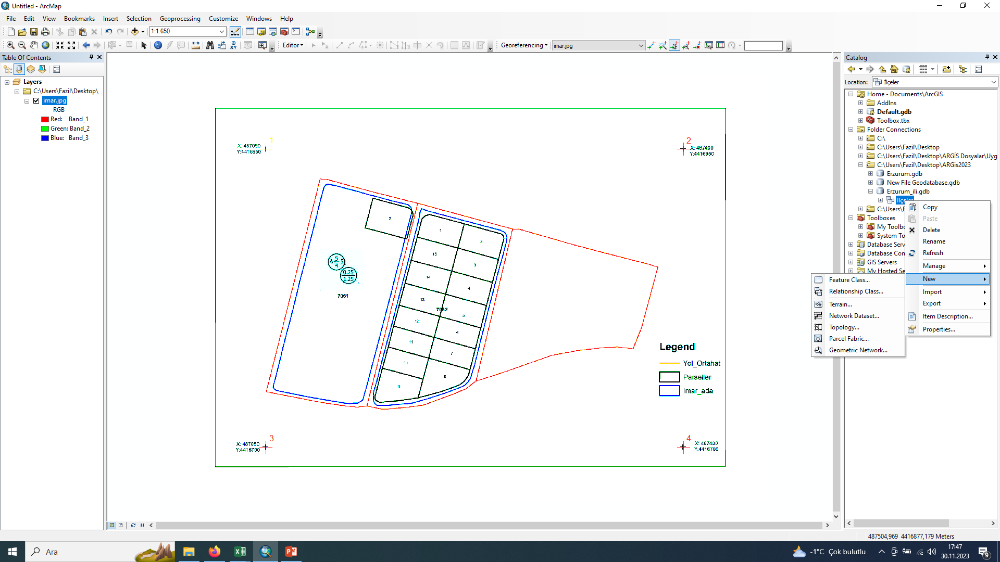 Untitled - ArcMap
File Edit View Bookmarks Insert Selection Geoprocessing Customize Windows Help
1:1.650
Editor Georeferencing imar.jpg
Table Of Contents
Layers
C:\Users\Fazil\Desktop\
imar.jpg
RGB
Red: Band_1
Green: Band_2
Blue: Band_3
1
X: 487050
Y:4416950
2
X: 487400
Y:4416950
2
1
2
15
3
14
4
13
7052
5
12
6
11
7
10
8
9
A 5 5
4
0.25
1.25
7051
Legend
Yol_Ortahat
Parseller
Imar_ada
3
X: 487050
Y:4416700
4
X: 487400
Y:4416700
Catalog
Location: İlçeler
Home - Documents\ArcGIS
AddIns
Default.gdb
Toolbox.tbx
Folder Connections
C:\
C:\Users\Fazil\Desktop
C:\Users\Fazil\Desktop\ARGİS Dosyalar\Uyg
C:\Users\Fazil\Desktop\ARGis2023
Erzurum.gdb
New File Geodatabase.gdb
Erzurum_ili.gdb
İlçeler
C:\Users\F
Toolboxes
My Toolbo
System To
Database Serv
Database Con
GIS Servers
My Hosted Se
Copy
Paste
Delete
Rename
Refresh
Manage
New
Import
Export
Item Description...
Properties...
Feature Class...
Relationship Class...
Terrain...
Network Dataset...
Topology...
Parcel Fabric...
Geometric Network...
487504,969 4416877,179 Meters
Ara
-1°C Çok bulutlu
17:47
30.11.2023
9